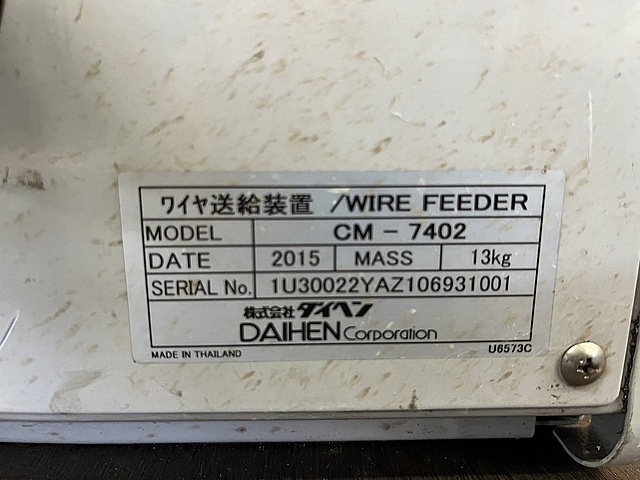 ワイヤ送給装置 /WIRE FEEDER
MODEL CM - 7402
DATE 2015 MASS 13kg
SERIAL No. 1U30022YAZ106931001
株式会社ダイヘン
DAIHEN Corporation
MADE IN THAILAND U6573C